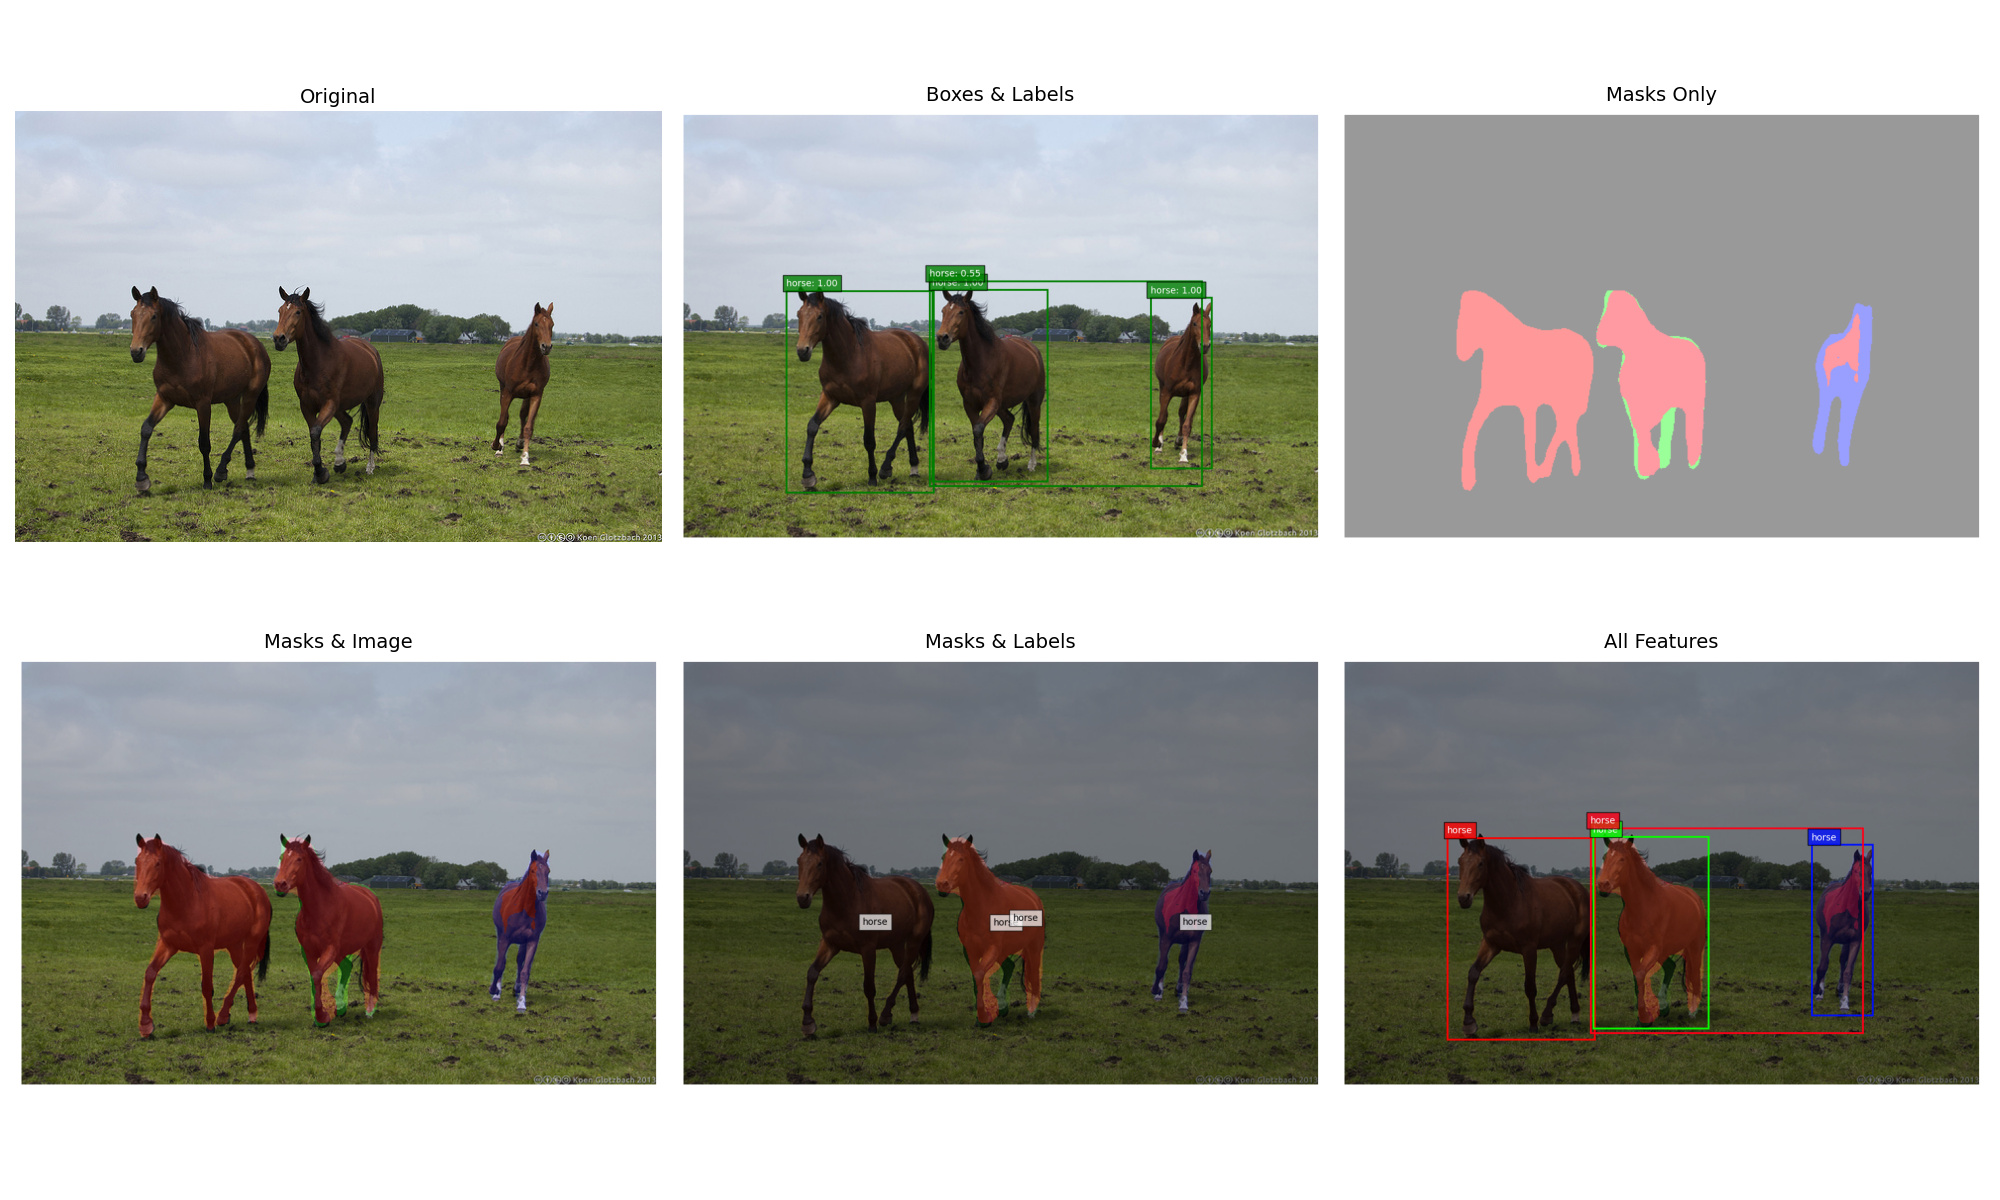 Original
Boxes & Labels
Masks Only
horse: 1.00
horse: 0.55
horse: 1.00
horse: 1.00
Koen Glotzbach 2013
Koen Glotzbach 2013
Masks & Image
Masks & Labels
All Features
horse
horse
horse
horse
horse
horse
horse
horse
Koen Glotzbach 2013
Koen Glotzbach 2013
Koen Glotzbach 2013